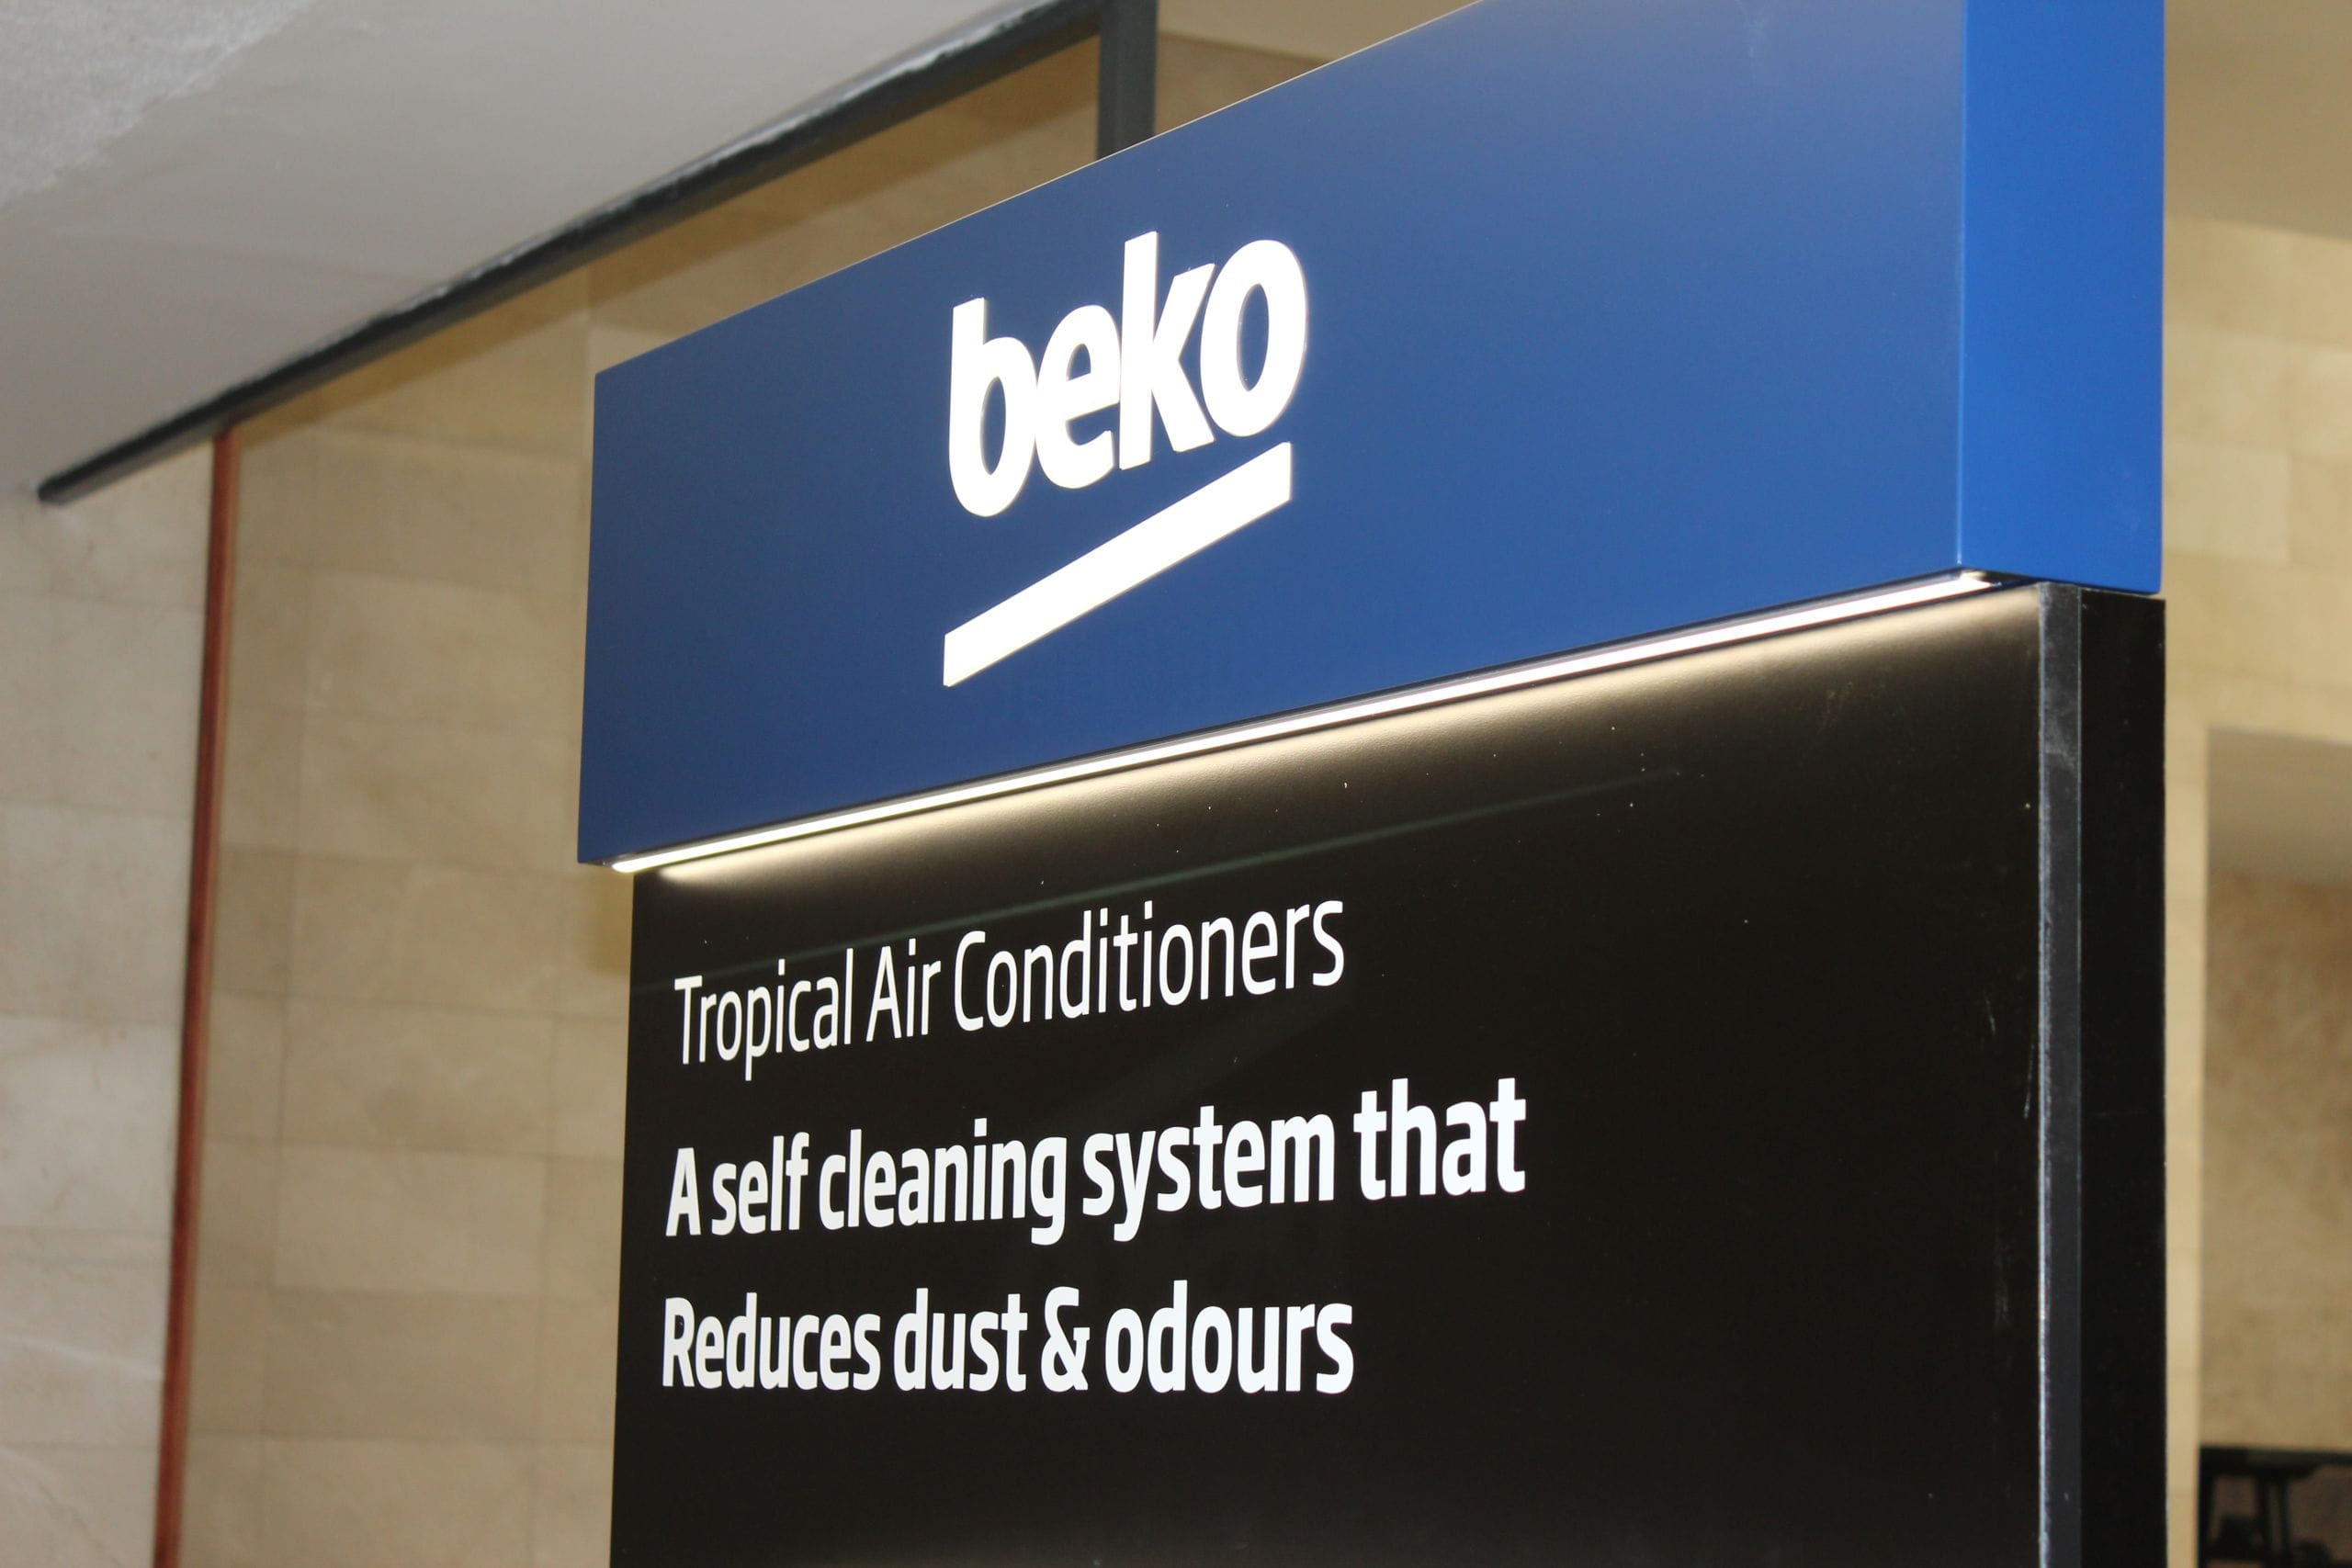 beko
Tropical Air Conditioners
A self cleaning system that
Reduces dust & odours